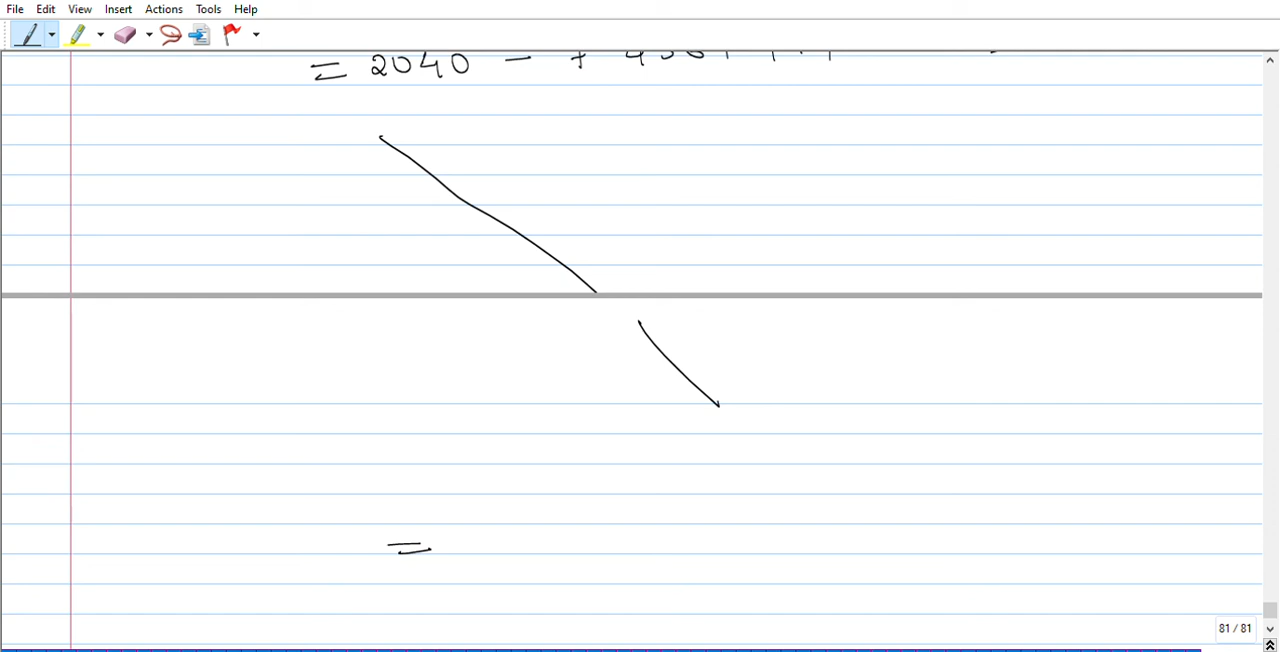 File Edit View Insert Actions Tools Help
= 2040 - +
=
81 / 81